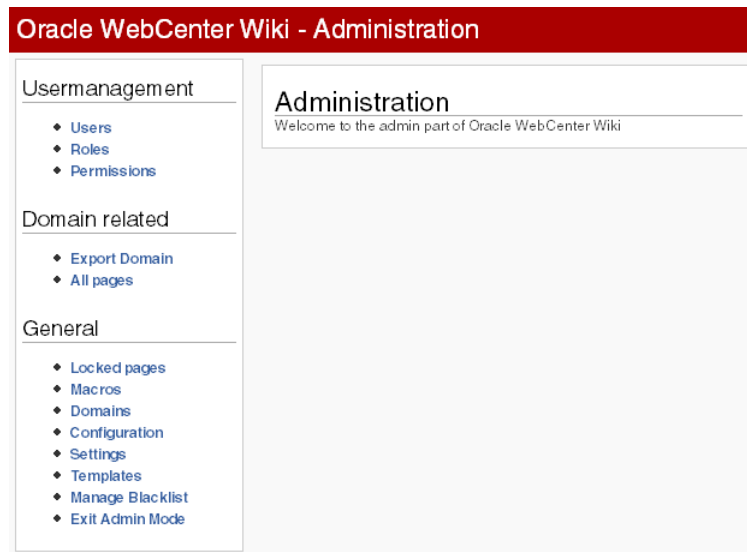 Oracle WebCenter Wiki - Administration
Usermanagement
Users
Roles
Permissions
Domain related
Export Domain
All pages
General
Locked pages
Macros
Domains
Configuration
Settings
Templates
Manage Blacklist
Exit Admin Mode
Administration
Welcome to the admin part of Oracle WebCenter Wiki